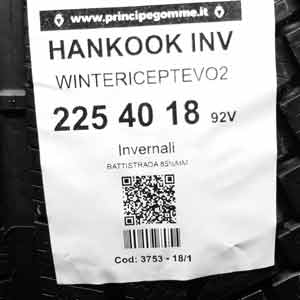 www.principegomme.it
HANKOOK INV
WINTERICEPTEVO2
225 40 18 92V
Invernali
BATTISTRADA 85%MM
Cod: 3753 - 18/1